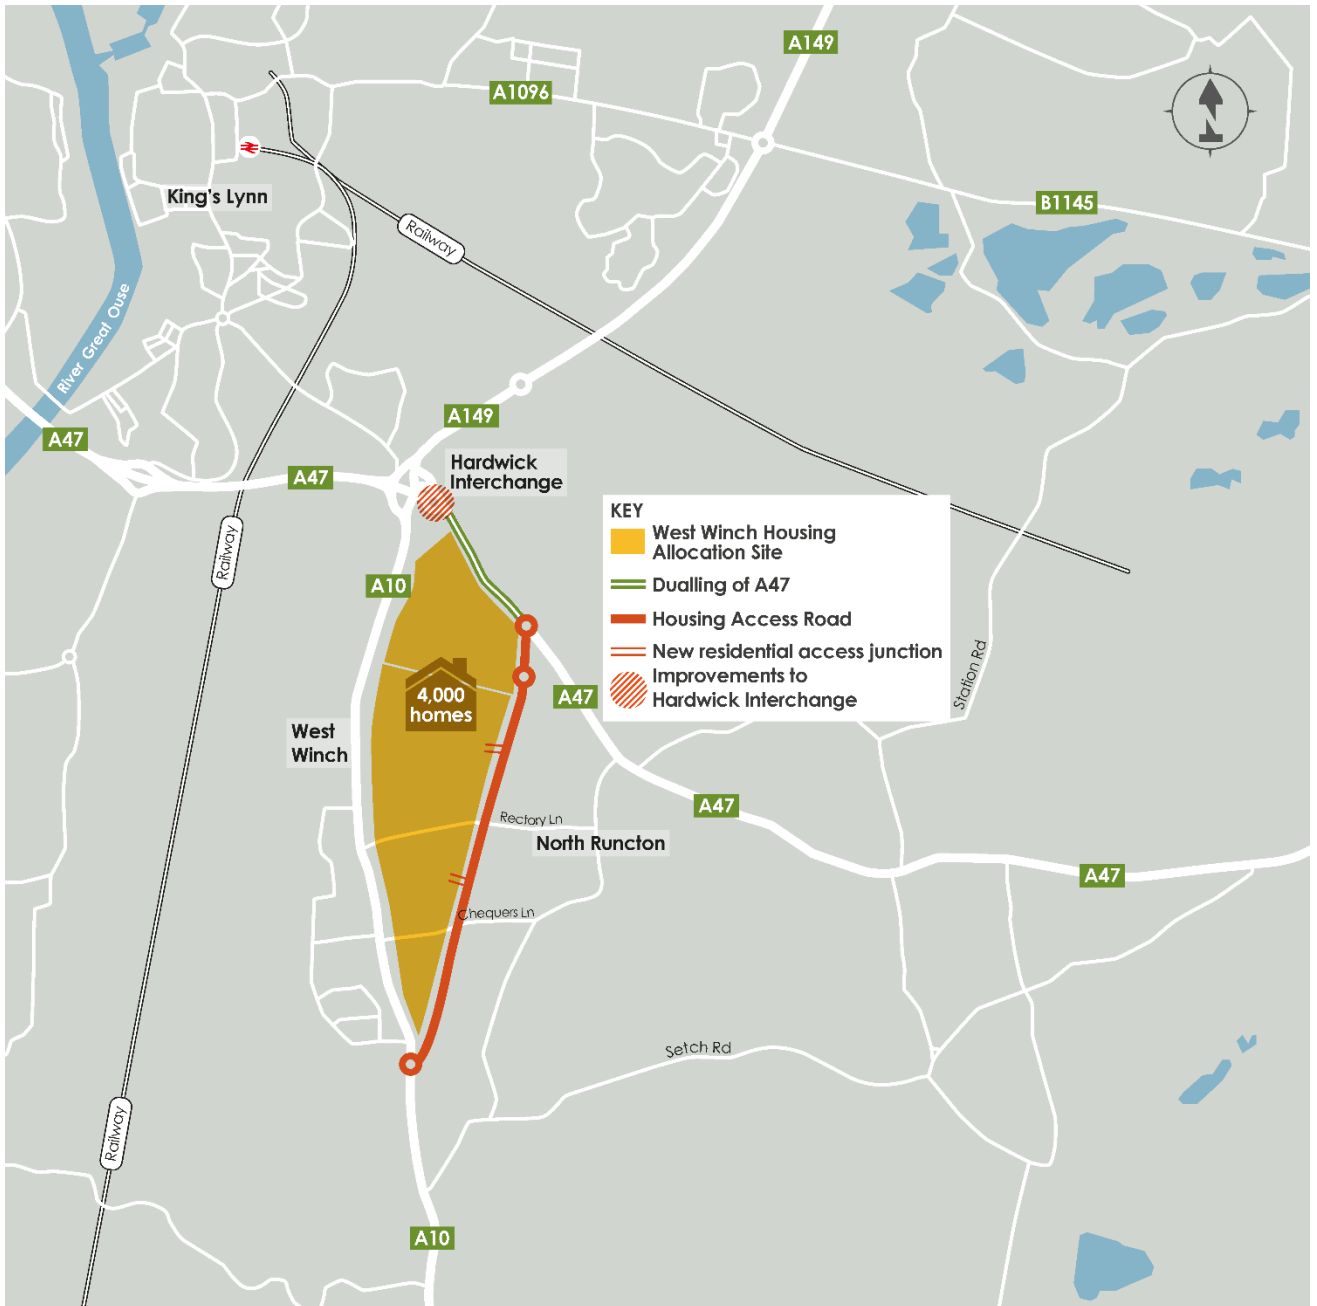 A149
A1096
B1145
King's Lynn
Railway
River Great Ouse
A149
A47
A47
Hardwick
Interchange
KEY
West Winch Housing
Allocation Site
Dualling of A47
Housing Access Road
New residential access junction
Improvements to
Hardwick Interchange
Railway
A10
4,000
homes
A47
Station Rd
West
Winch
A47
Rectory Ln
North Runcton
A47
Chequers Ln
Setch Rd
Railway
A10